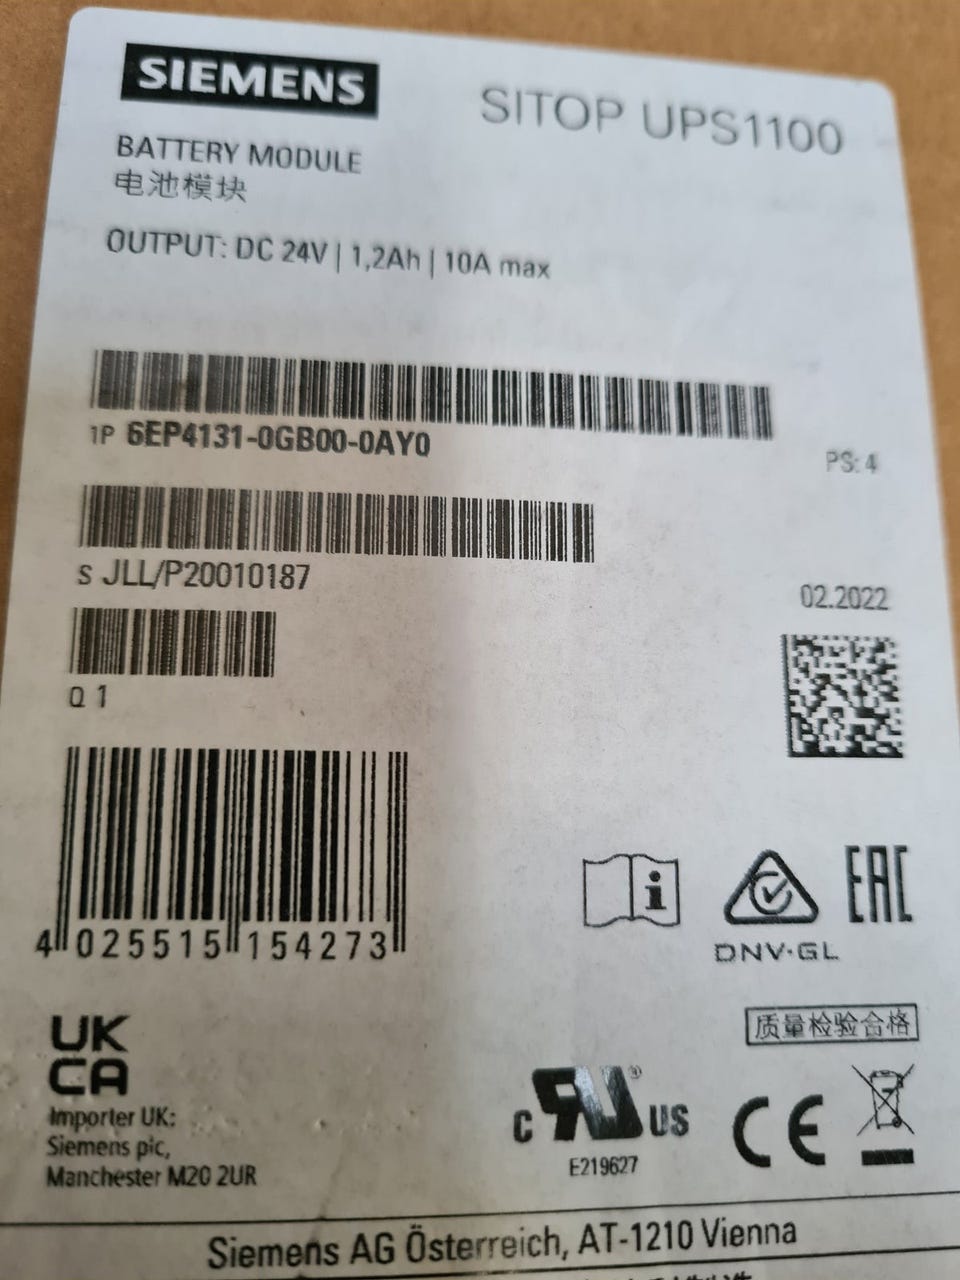 SIEMENS
SITOP UPS1100
BATTERY MODULE
电池模块
OUTPUT: DC 24V | 1,2Ah | 10A max
1P 6EP4131-0GB00-0AY0
PS: 4
S JLL/P20010187
02.2022
Q 1
4 025515 154273
i
EAC
DNV·GL
UK
CA
质量检验合格
Importer UK:
Siemens plc,
Manchester M20 2UR
c RU® US
CE
E219627
Siemens AG Österreich, AT-1210 Vienna